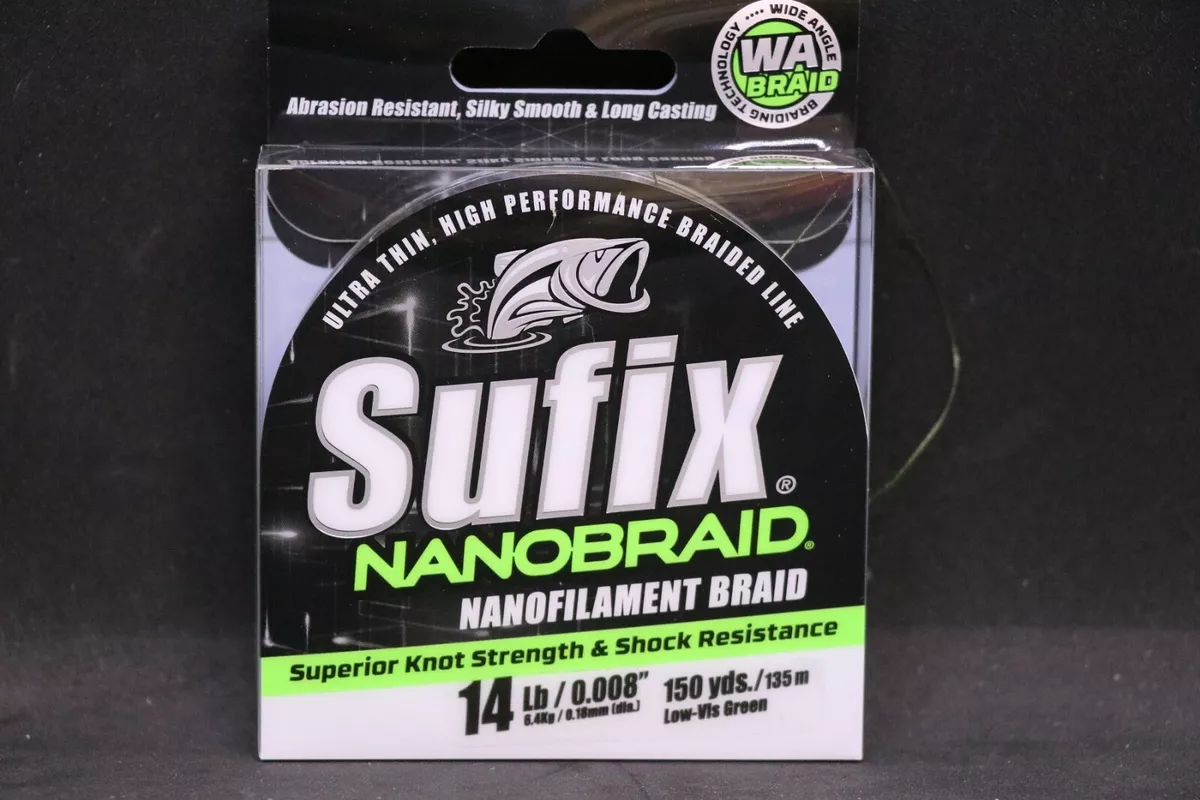 WIDE ANGLE
BRAIDING TECHNOLOGY
WA
BRAID
Abrasion Resistant, Silky Smooth & Long Casting
ULTRA THIN, HIGH PERFORMANCE BRAIDED LINE
Sufix®
NANOBRAID®
NANOFILAMENT BRAID
Superior Knot Strength & Shock Resistance
14 Lb / 0.008” 150 yds./135 m
6.4Kg / 0.18mm (dia.) Low-Vis Green